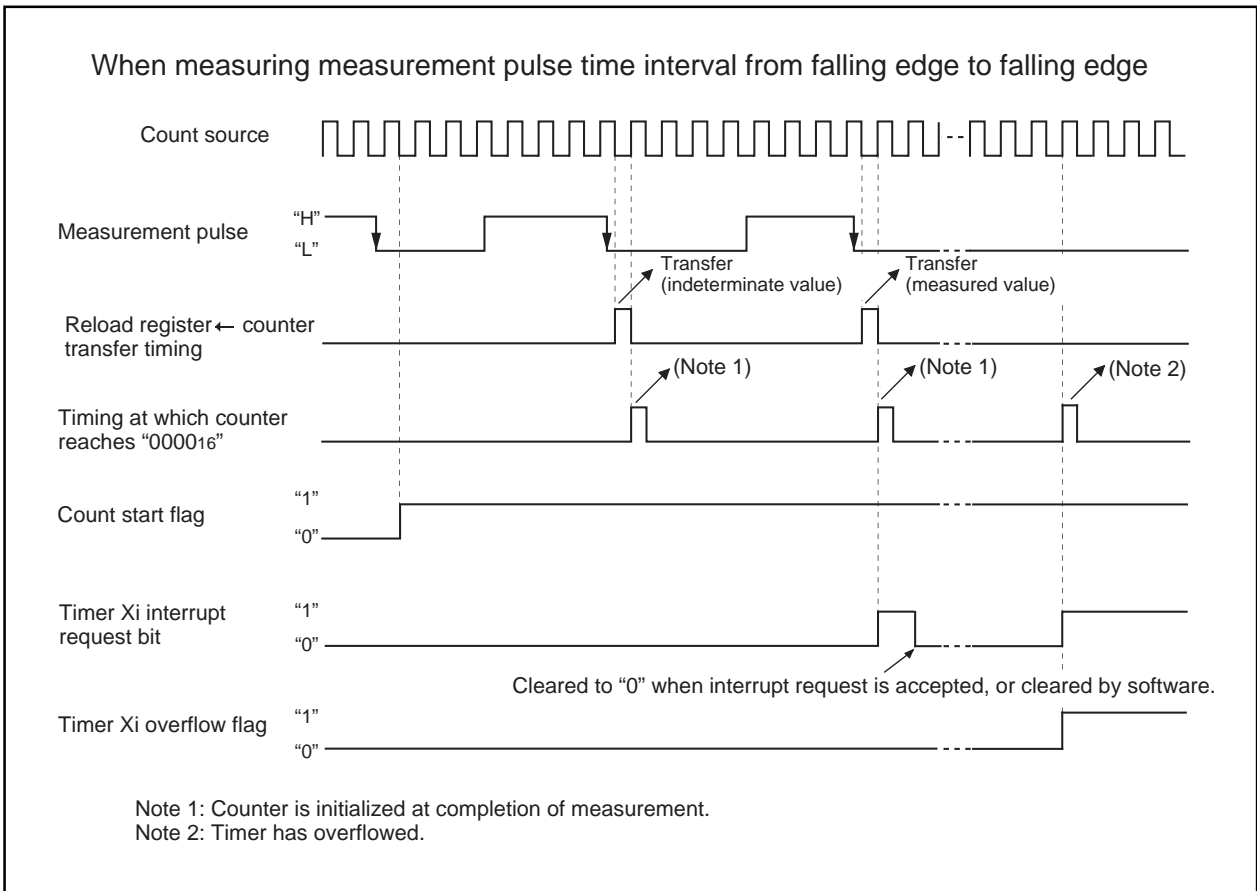 When measuring measurement pulse time interval from falling edge to falling edge
Count source
Measurement pulse
“H”
“L”
Transfer
(indeterminate value)
Transfer
(measured value)
Reload register ← counter
transfer timing
(Note 1)
(Note 1)
(Note 2)
Timing at which counter
reaches “000016”
Count start flag
“1”
“0”
Timer Xi interrupt
request bit
“1”
“0”
Cleared to “0” when interrupt request is accepted, or cleared by software.
Timer Xi overflow flag
“1”
“0”
Note 1: Counter is initialized at completion of measurement.
Note 2: Timer has overflowed.